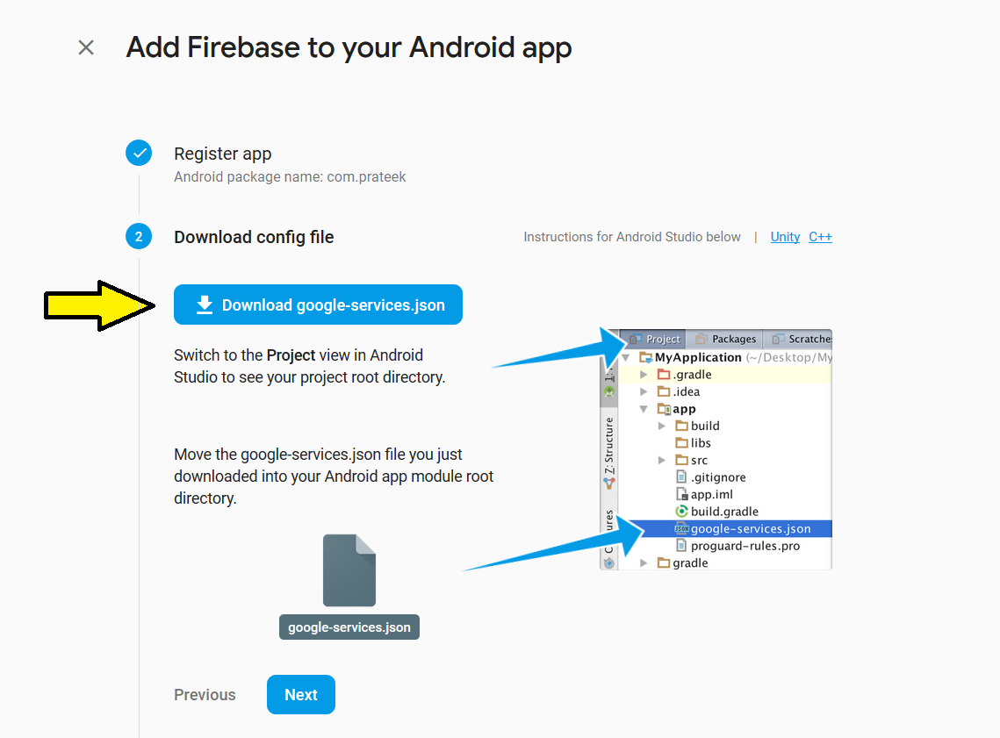 Add Firebase to your Android app
Register app
Android package name: com.prateek
2
Download config file
Instructions for Android Studio below | Unity C++
Download google-services.json
Switch to the Project view in Android
Studio to see your project root directory.
Move the google-services.json file you just
downloaded into your Android app module root
directory.
google-services.json
Project Packages Scratche
MyApplication (~/Desktop/My
.gradle
.idea
app
build
libs
src
.gitignore
app.iml
build.gradle
JSON google-services.json
proguard-rules.pro
gradle
1:
Z: Structure
Previous
Next